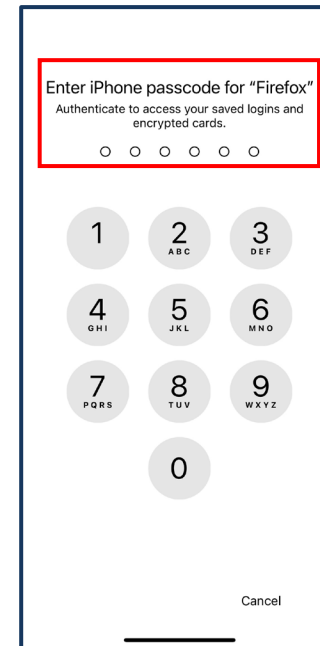 Enter iPhone passcode for “Firefox”
Authenticate to access your saved logins and
encrypted cards.
1 2 3
ABC DEF
4 5 6
GHI JKL MNO
7 8 9
PQRS TUV WXYZ
0
Cancel